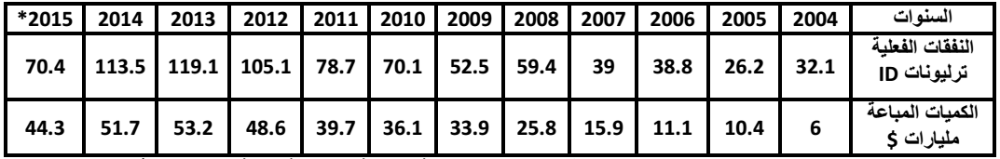 السنوات 2004 2005 2006 2007 2008 2009 2010 2011 2012 2013 2014 2015*
النفقات الفعلية
ترليونات ID
32.1 26.2 38.8 39 59.4 52.5 70.1 78.7 105.1 119.1 113.5 70.4
الكميات المباعة
مليارات $
6 10.4 11.1 15.9 25.8 33.9 36.1 39.7 48.6 53.2 51.7 44.3